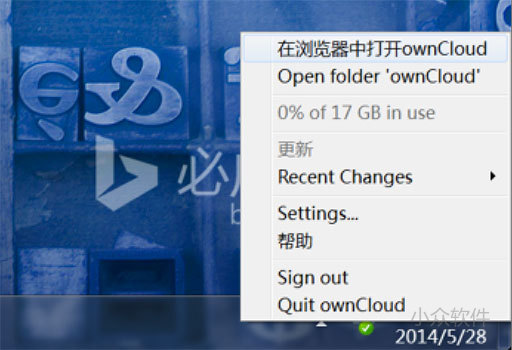 在浏览器中打开ownCloud
Open folder 'ownCloud'
0% of 17 GB in use
更新
Recent Changes
Settings...
帮助
Sign out
Quit ownCloud
小众软件
2014/5/28
必
b
&